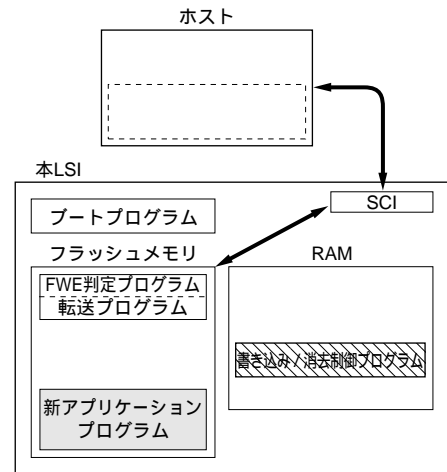 ホスト
本LSI
SCI
ブートプログラム
フラッシュメモリ
RAM
FWE判定プログラム
転送プログラム
書き込み/消去制御プログラム
新アプリケーション
プログラム